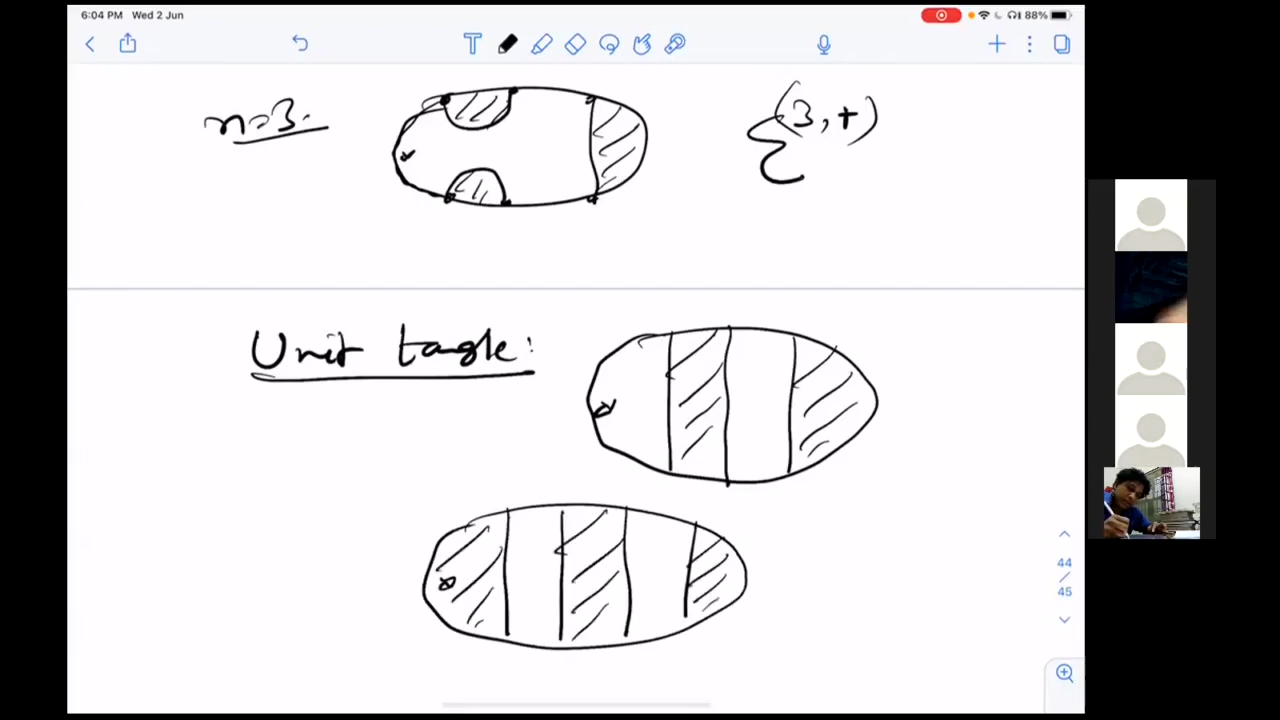 6:04 PM Wed 2 Jun
88%
n=3.
(3,+)
Unit tangle:
44
/
45